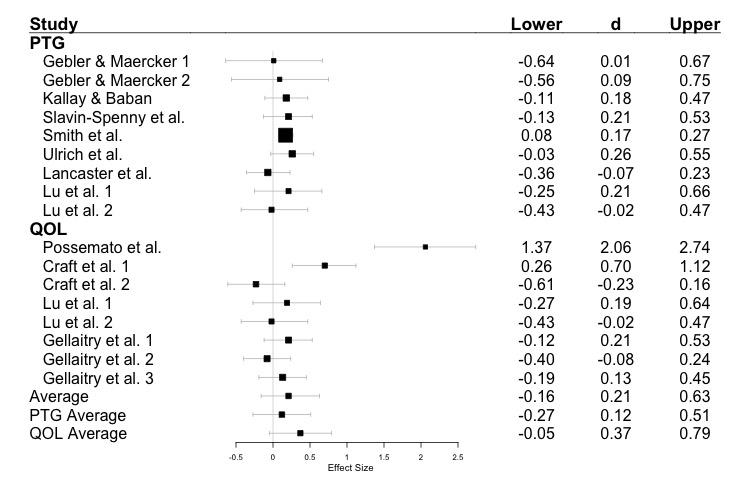 Study Lower d Upper
PTG
Gebler & Maercker 1 -0.64 0.01 0.67
Gebler & Maercker 2 -0.56 0.09 0.75
Kallay & Baban -0.11 0.18 0.47
Slavin-Spenny et al. -0.13 0.21 0.53
Smith et al. 0.08 0.17 0.27
Ulrich et al. -0.03 0.26 0.55
Lancaster et al. -0.36 -0.07 0.23
Lu et al. 1 -0.25 0.21 0.66
Lu et al. 2 -0.43 -0.02 0.47
QOL
Possemato et al. 1.37 2.06 2.74
Craft et al. 1 0.26 0.70 1.12
Craft et al. 2 -0.61 -0.23 0.16
Lu et al. 1 -0.27 0.19 0.64
Lu et al. 2 -0.43 -0.02 0.47
Gellaitry et al. 1 -0.12 0.21 0.53
Gellaitry et al. 2 -0.40 -0.08 0.24
Gellaitry et al. 3 -0.19 0.13 0.45
Average -0.16 0.21 0.63
PTG Average -0.27 0.12 0.51
QOL Average -0.05 0.37 0.79
-0.5 0 0.5 1 1.5 2 2.5
Effect Size